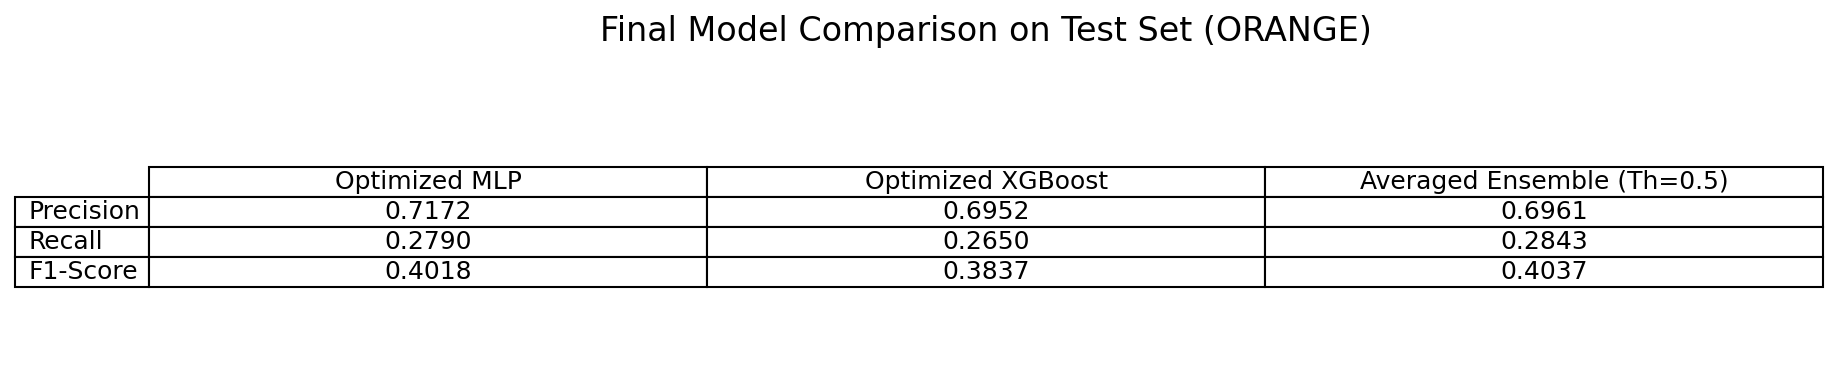 Final Model Comparison on Test Set (ORANGE)
Optimized MLP Optimized XGBoost Averaged Ensemble (Th=0.5)
Precision 0.7172 0.6952 0.6961
Recall 0.2790 0.2650 0.2843
F1-Score 0.4018 0.3837 0.4037